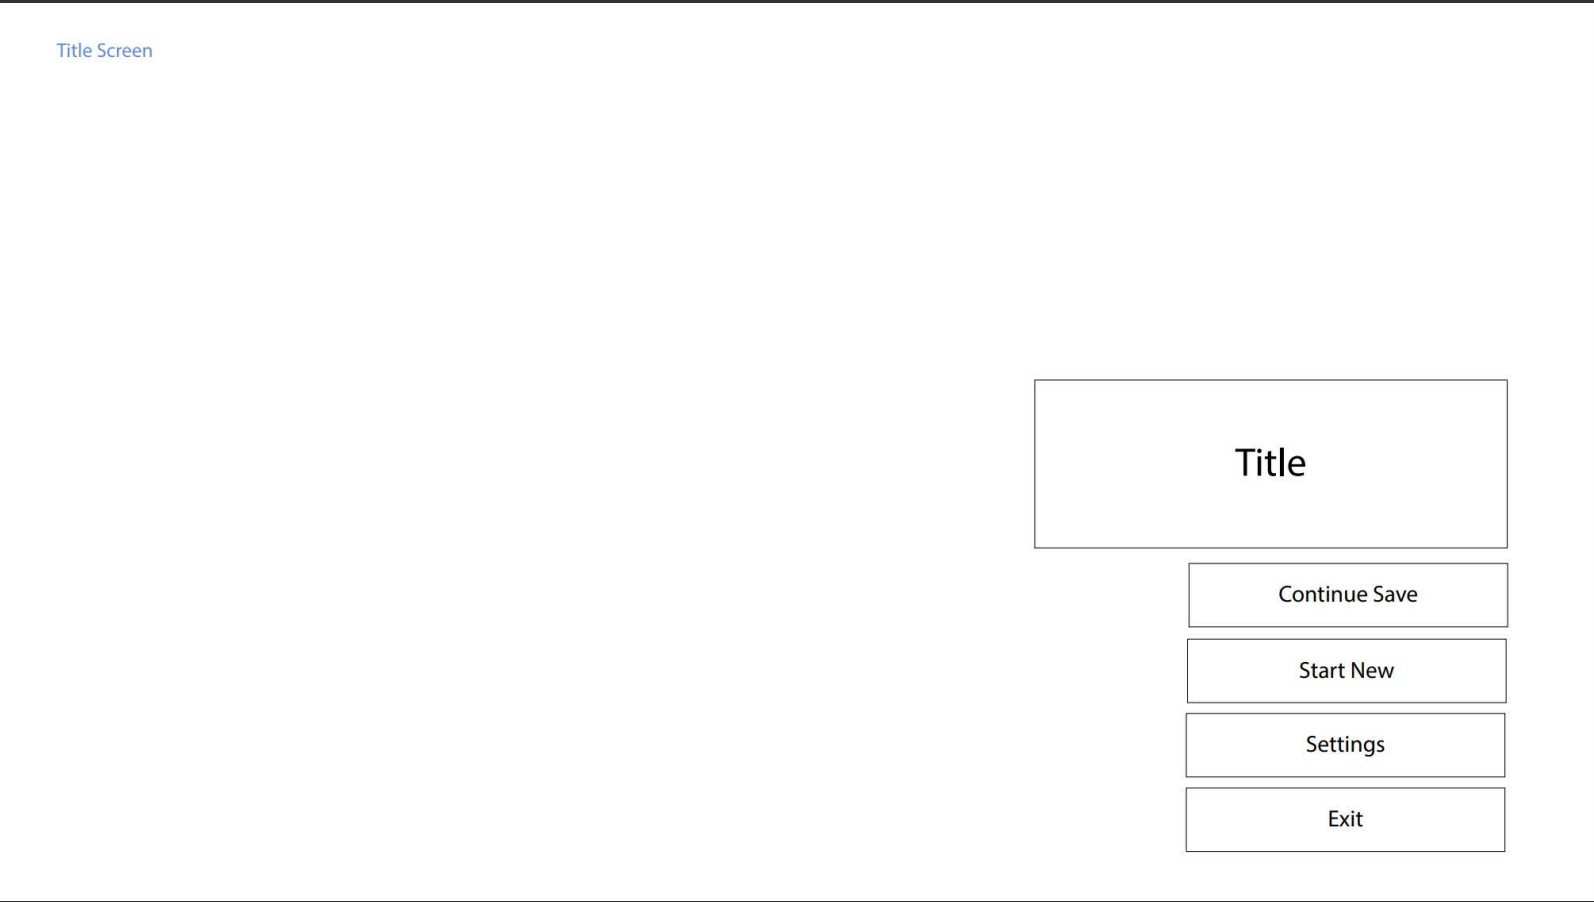 Title Screen
Title
Continue Save
Start New
Settings
Exit